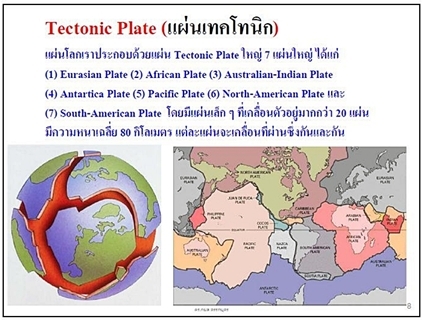 Tectonic Plate (แผ่นเทคโทนิก)
แผ่นโลกเราประกอบด้วยแผ่น Tectonic Plate ใหญ่ 7 แผ่นใหญ่ ได้แก่
(1) Eurasian Plate (2) African Plate (3) Australian-Indian Plate
(4) Antartica Plate (5) Pacific Plate (6) North-American Plate และ
(7) South-American Plate โดยมีแผ่นเล็ก ๆ ที่เคลื่อนตัวอยู่มากกว่า 20 แผ่น
มีความหนาเฉลี่ย 80 กิโลเมตร แต่ละแผ่นจะเคลื่อนที่ผ่านซึ่งกันและกัน
EURASIAN PLATE
NORTH AMERICAN PLATE
EURASIAN PLATE
JUAN DE FUCA PLATE
PHILIPPINE PLATE
CARIBBEAN PLATE
ARABIAN PLATE
COCOS PLATE
AUSTRALIAN PLATE
PACIFIC PLATE
NAZCA PLATE
SOUTH AMERICAN PLATE
AFRICAN PLATE
AUSTRALIAN PLATE
SCOTIA PLATE
ANTARCTIC PLATE
8